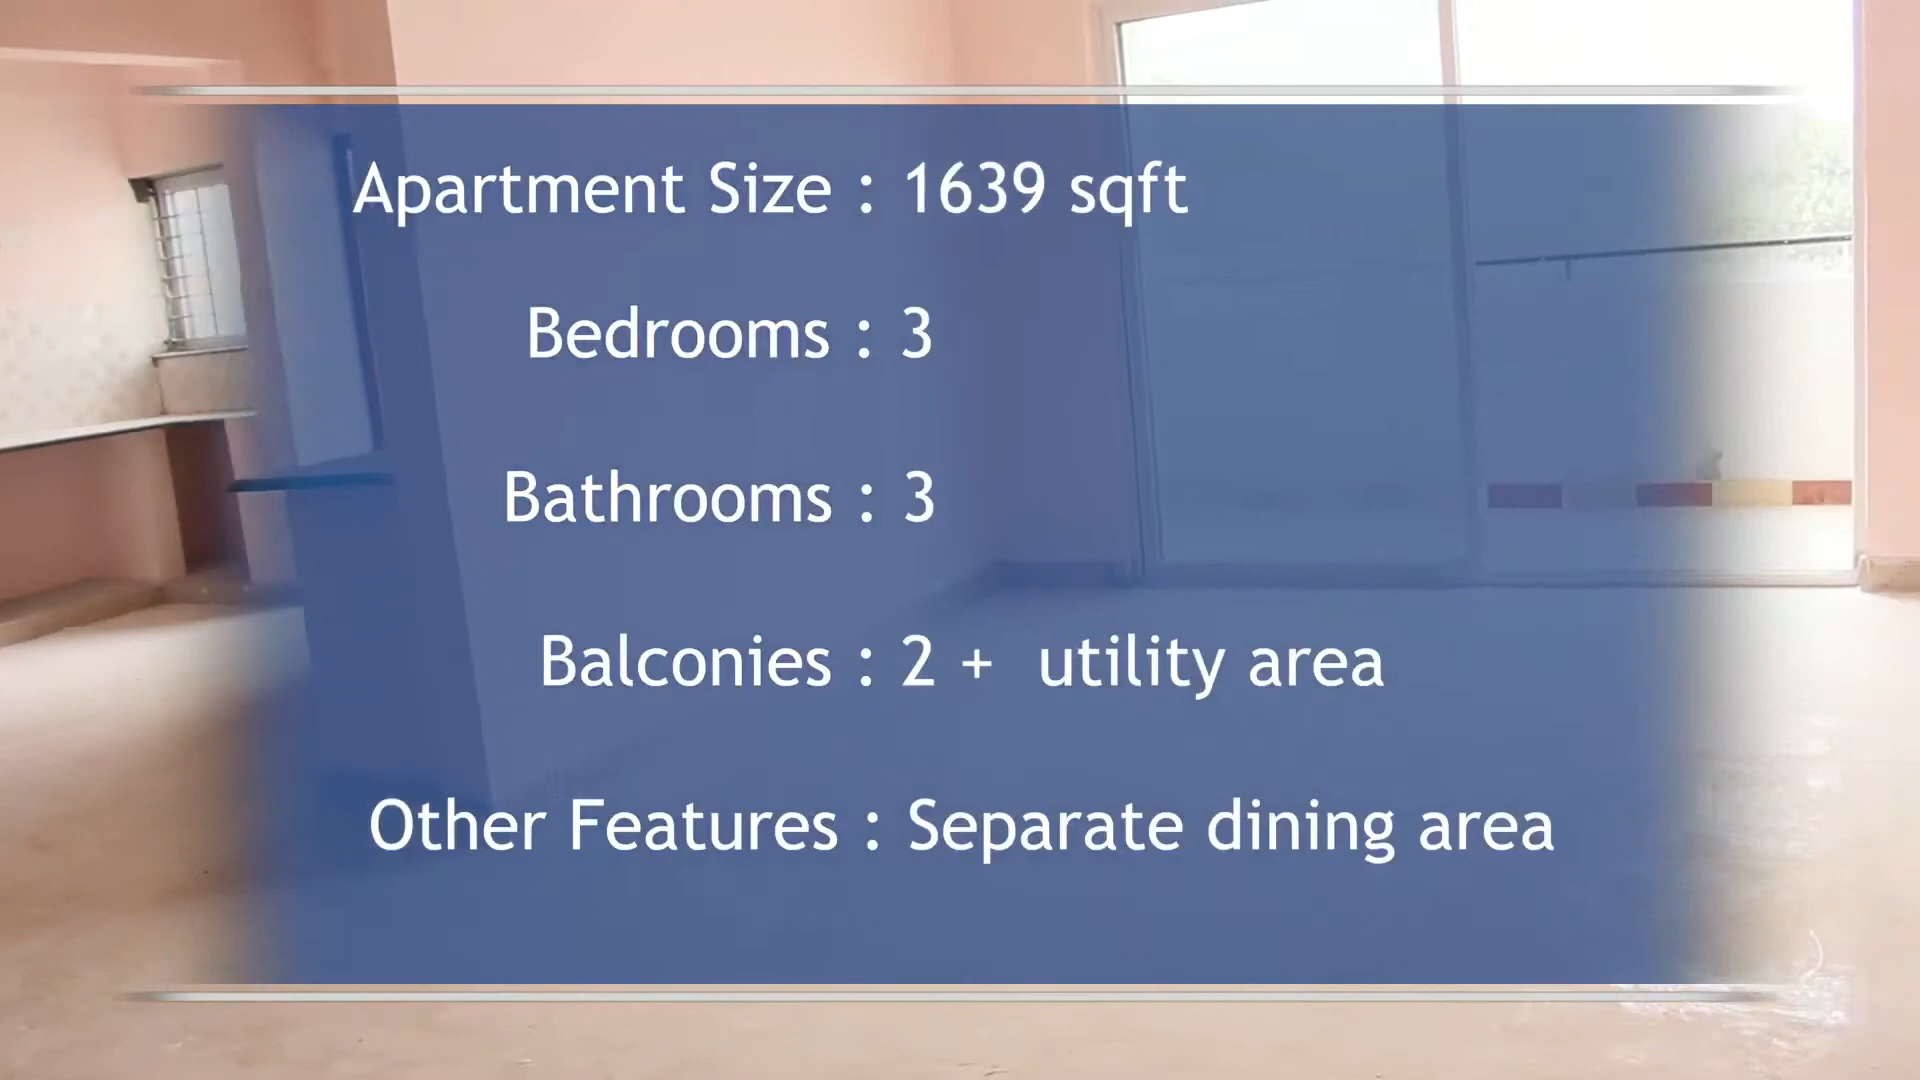 Apartment Size : 1639 sqft
Bedrooms : 3
Bathrooms : 3
Balconies : 2 + utility area
Other Features : Separate dining area